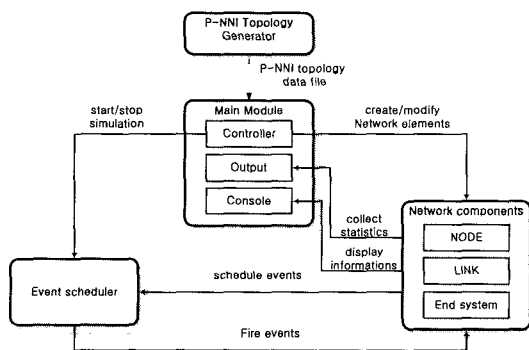 P-NNI Topology
Generator
P-NNI topology
data file
start/stop
simulation
Main Module
create/modify
Network elements
Controller
Output
Console
Network components
collect
statistics
NODE
display
informations
LINK
schedule events
Event scheduler
End system
Fire events